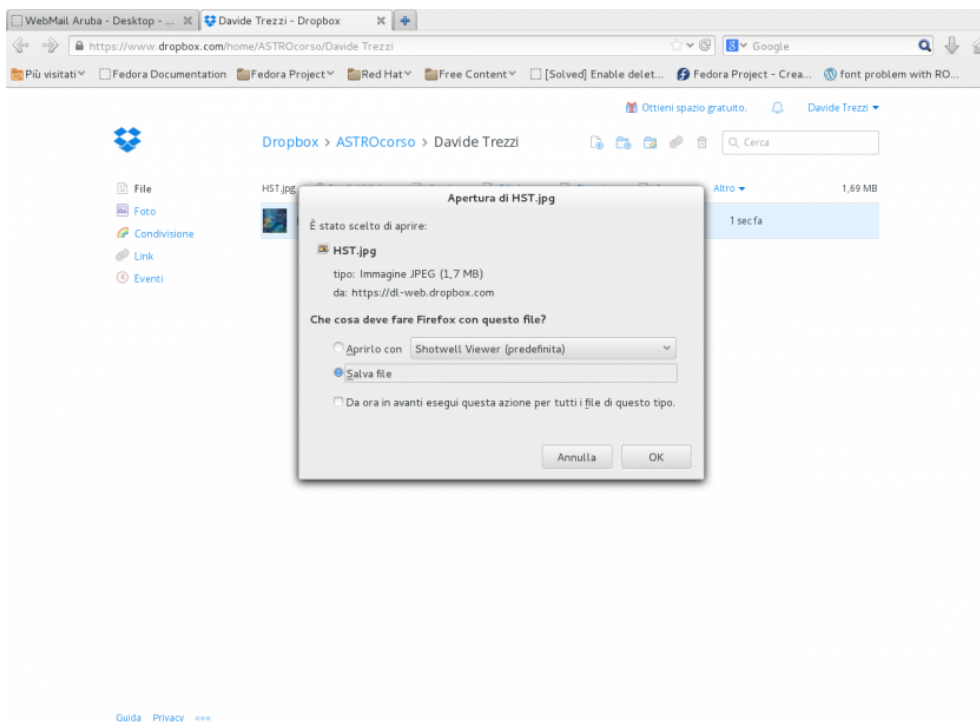 WebMail Aruba - Desktop - ...
Davide Trezzi - Dropbox
https://www.dropbox.com/home/ASTROcorso/Davide Trezzi
Google
Più visitati
Fedora Documentation
Fedora Project
Red Hat
Free Content
[Solved] Enable delet...
Fedora Project - Crea...
font problem with RO...
Ottieni spazio gratuito.
Davide Trezzi
Dropbox > ASTROcorso > Davide Trezzi
Cerca
File
Foto
Condivisione
Link
Eventi
HST.jpg
Altro
1,69 MB
1 sec fa
Apertura di HST.jpg
È stato scelto di aprire:
HST.jpg
tipo: Immagine JPEG (1,7 MB)
da: https://dl-web.dropbox.com
Che cosa deve fare Firefox con questo file?
Aprirlo con
Shotwell Viewer (predefinita)
Salva file
Da ora in avanti esegui questa azione per tutti i file di questo tipo.
Annulla
OK
Guida Privacy